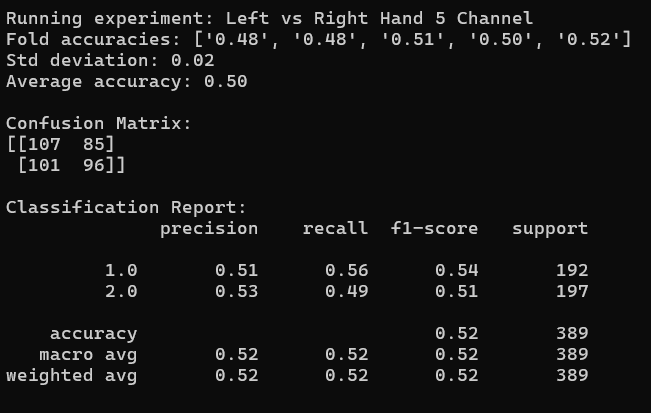 Running experiment: Left vs Right Hand 5 Channel
Fold accuracies: ['0.48', '0.48', '0.51', '0.50', '0.52']
Std deviation: 0.02
Average accuracy: 0.50
Confusion Matrix:
[[107  85]
 [101  96]]
Classification Report:
              precision    recall  f1-score   support
         1.0       0.51      0.56      0.54       192
         2.0       0.53      0.49      0.51       197
    accuracy                           0.52       389
   macro avg       0.52      0.52      0.52       389
weighted avg       0.52      0.52      0.52       389